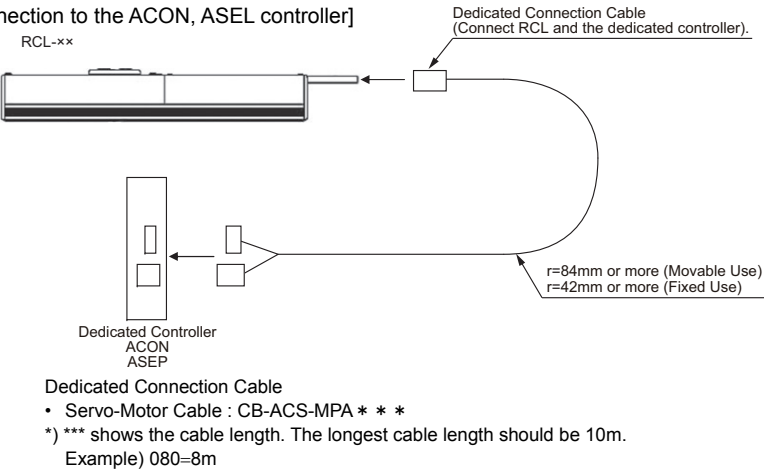 nection to the ACON, ASEL controller]
RCL-××
Dedicated Connection Cable
(Connect RCL and the dedicated controller).
r=84mm or more (Movable Use)
r=42mm or more (Fixed Use)
Dedicated Controller
ACON
ASEP
Dedicated Connection Cable
• Servo-Motor Cable : CB-ACS-MPA＊＊＊
*) *** shows the cable length. The longest cable length should be 10m.
Example) 080=8m